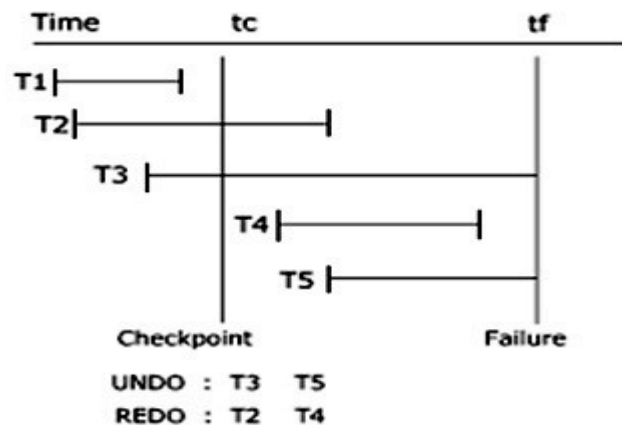 Time tc tf
T1
T2
T3
T4
T5
Checkpoint Failure
UNDO : T3 T5
REDO : T2 T4